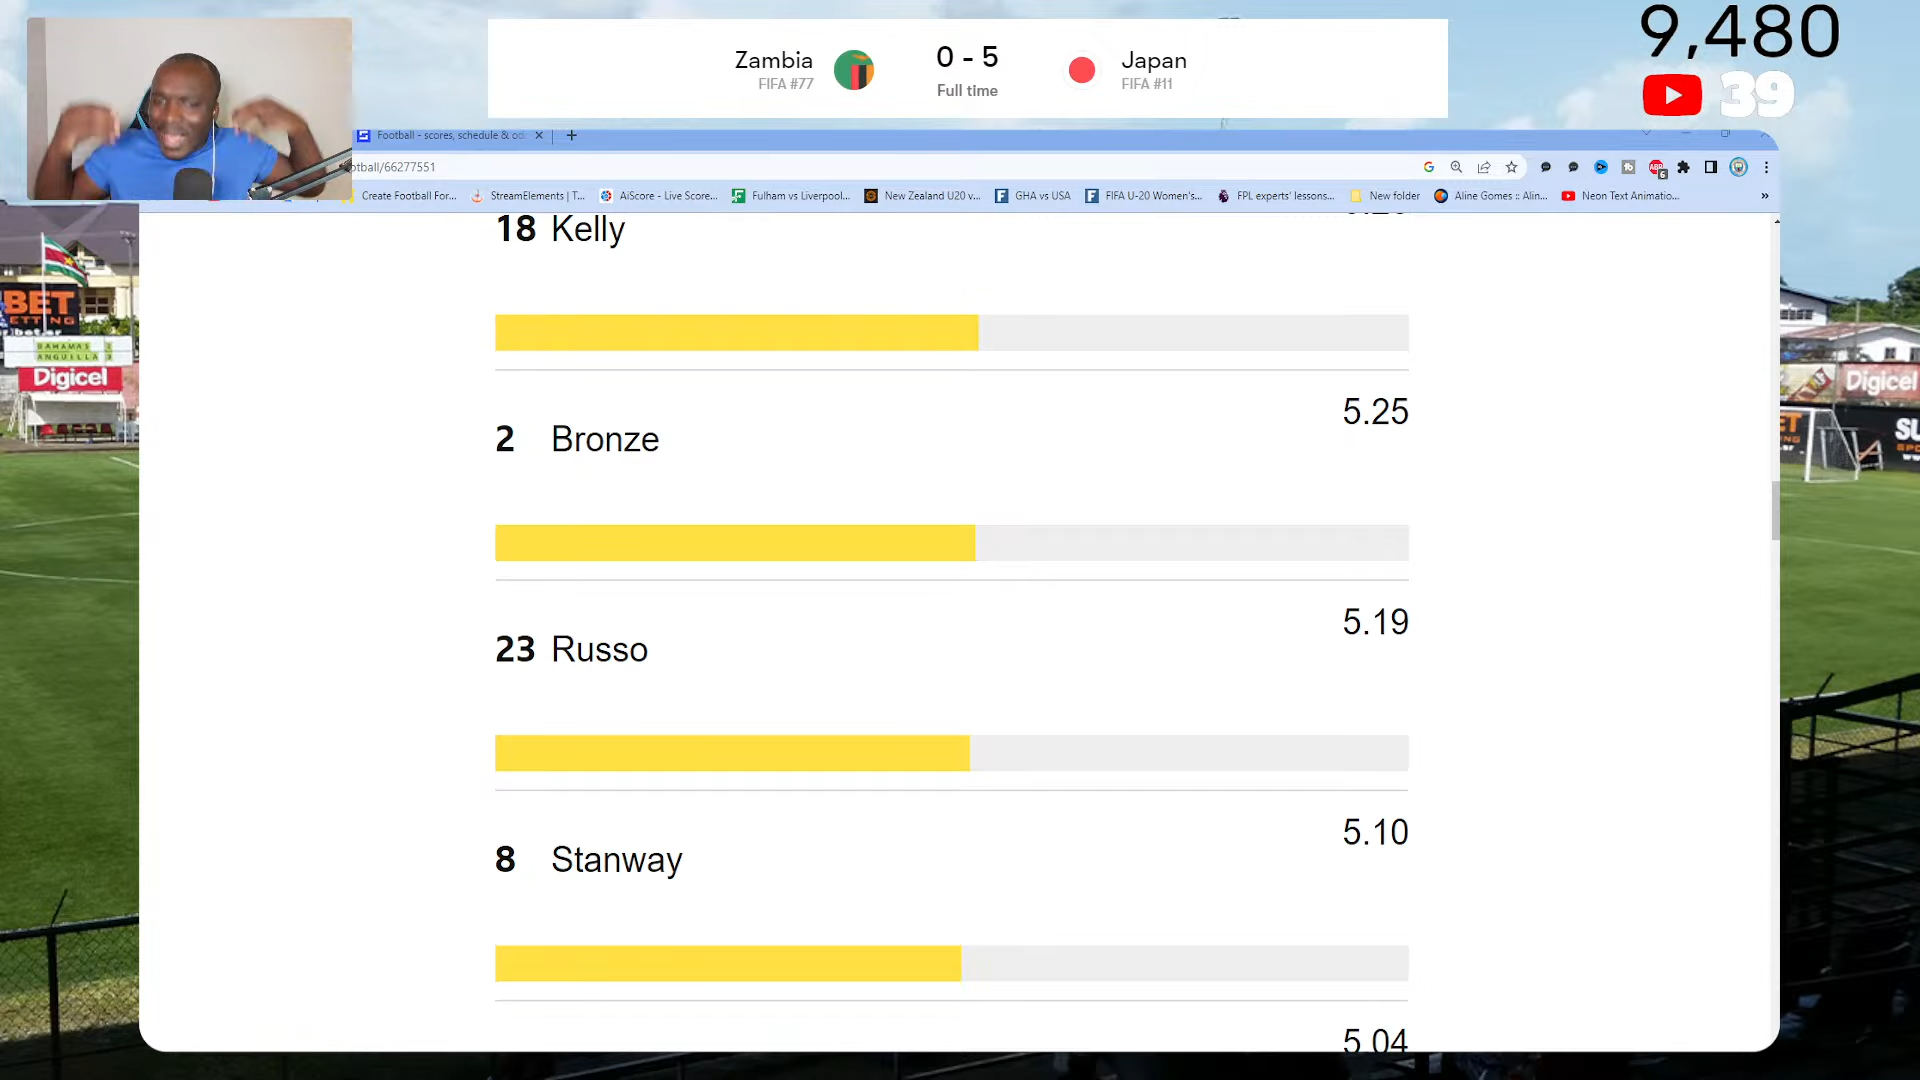 9,480
39
Zambia
FIFA #77
0 - 5
Full time
Japan
FIFA #11
Football - scores, schedule & od
otball/66277551
Create Football For...
StreamElements | T...
AiScore - Live Score...
Fulham vs Liverpool...
New Zealand U20 v...
GHA vs USA
FIFA U-20 Women's...
FPL experts' lessons...
New folder
Aline Gomes :: Alin...
Neon Text Animatio...
18 Kelly
5.25
2 Bronze
5.19
23 Russo
5.10
8 Stanway
5.04
BET
BAHAMAS
ANGUILLA
Digicel
Digicel